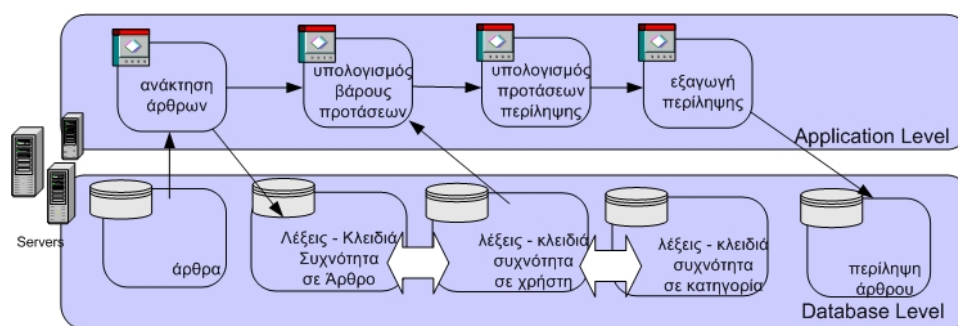 ανάκτηση
άρθρων
υπολογισμός
βάρους
προτάσεων
υπολογισμός
προτάσεων
περίληψης
εξαγωγή
περίληψης
Application Level
Servers
άρθρα
Λέξεις - Κλειδιά
Συχνότητα
σε Άρθρο
λέξεις - κλειδιά
συχνότητα
σε χρήστη
λέξεις - κλειδιά
συχνότητα
σε κατηγορία
περίληψη
άρθρου
Database Level